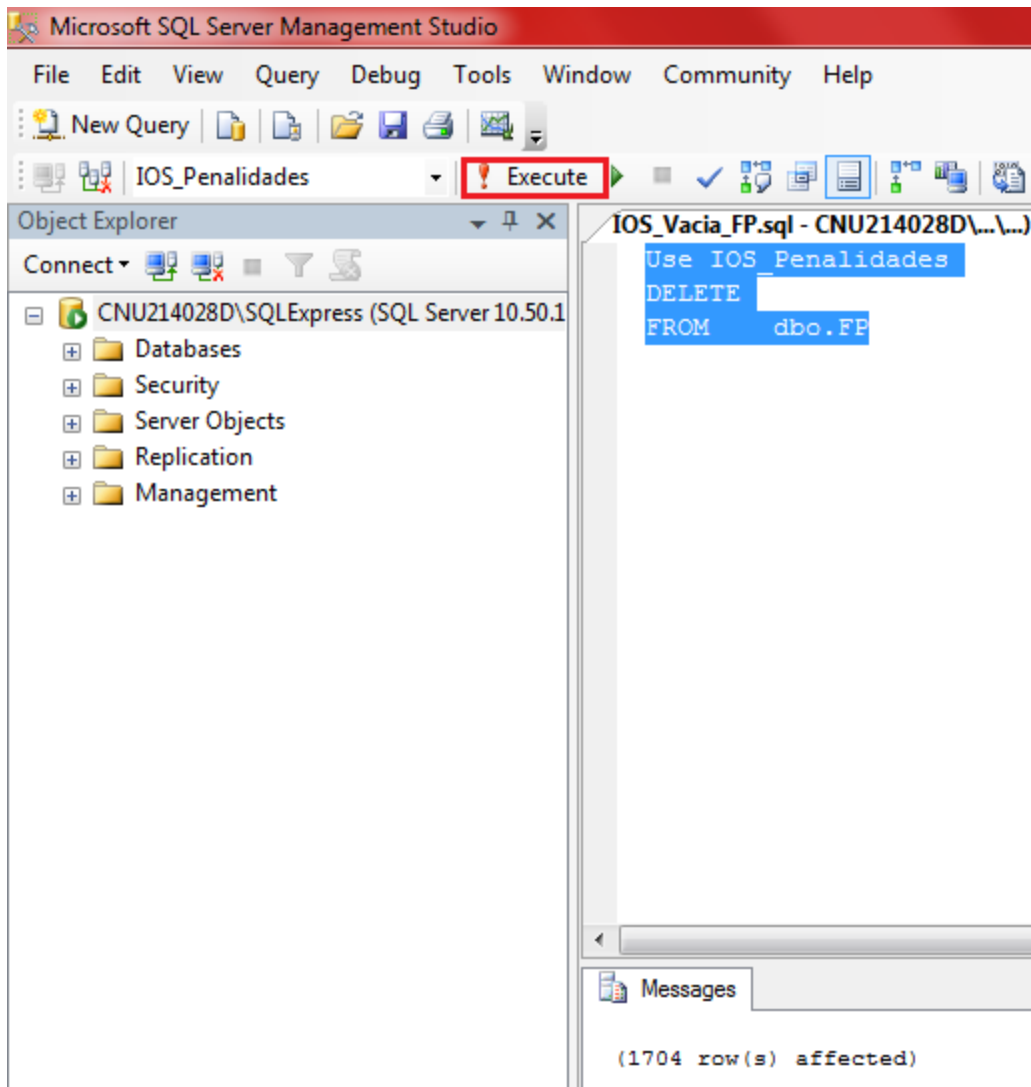 Microsoft SQL Server Management Studio
File Edit View Query Debug Tools Window Community Help
New Query
IOS_Penalidades Execute
Object Explorer
IOS_Vacia_FP.sql - CNU214028D\...\...)
Connect
CNU214028D\SQLExpress (SQL Server 10.50.1
Databases
Security
Server Objects
Replication
Management
Use IOS_Penalidades
DELETE
FROM dbo.FP
Messages
(1704 row(s) affected)